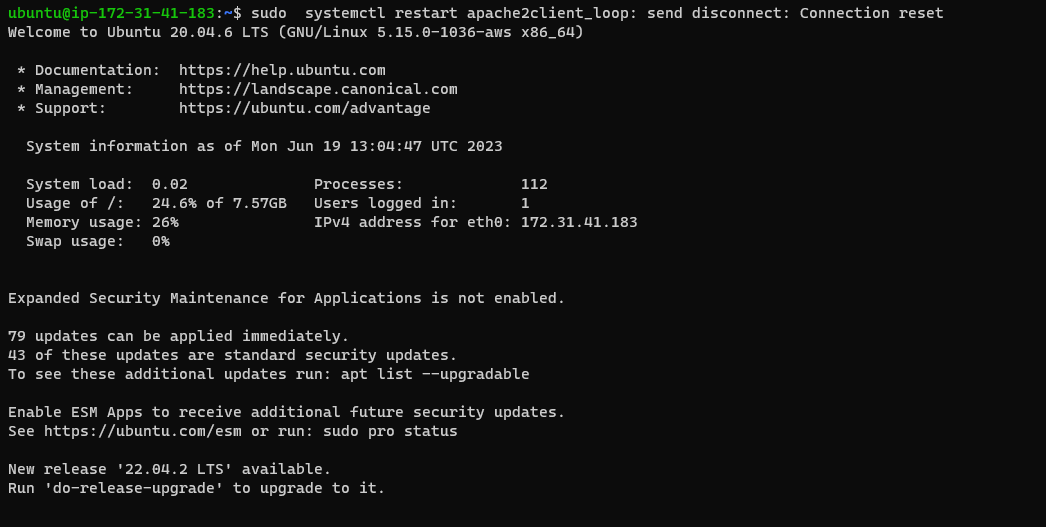 ubuntu@ip-172-31-41-183:~$ sudo  systemctl restart apache2client_loop: send disconnect: Connection reset
Welcome to Ubuntu 20.04.6 LTS (GNU/Linux 5.15.0-1036-aws x86_64)
* Documentation:  https://help.ubuntu.com
* Management:     https://landscape.canonical.com
* Support:        https://ubuntu.com/advantage
System information as of Mon Jun 19 13:04:47 UTC 2023
System load:  0.02              Processes:             112
Usage of /:   24.6% of 7.57GB   Users logged in:       1
Memory usage: 26%               IPv4 address for eth0: 172.31.41.183
Swap usage:   0%
Expanded Security Maintenance for Applications is not enabled.
79 updates can be applied immediately.
43 of these updates are standard security updates.
To see these additional updates run: apt list --upgradable
Enable ESM Apps to receive additional future security updates.
See https://ubuntu.com/esm or run: sudo pro status
New release '22.04.2 LTS' available.
Run 'do-release-upgrade' to upgrade to it.